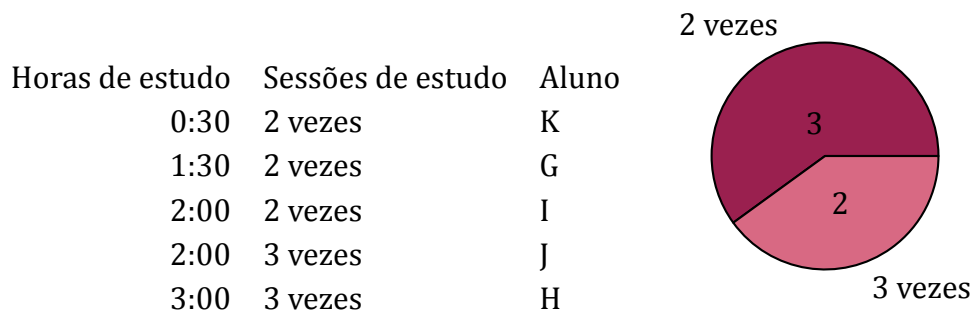 Horas de estudo Sessões de estudo Aluno
0:30 2 vezes K
1:30 2 vezes G
2:00 2 vezes I
2:00 3 vezes J
3:00 3 vezes H
2 vezes
3
2
3 vezes